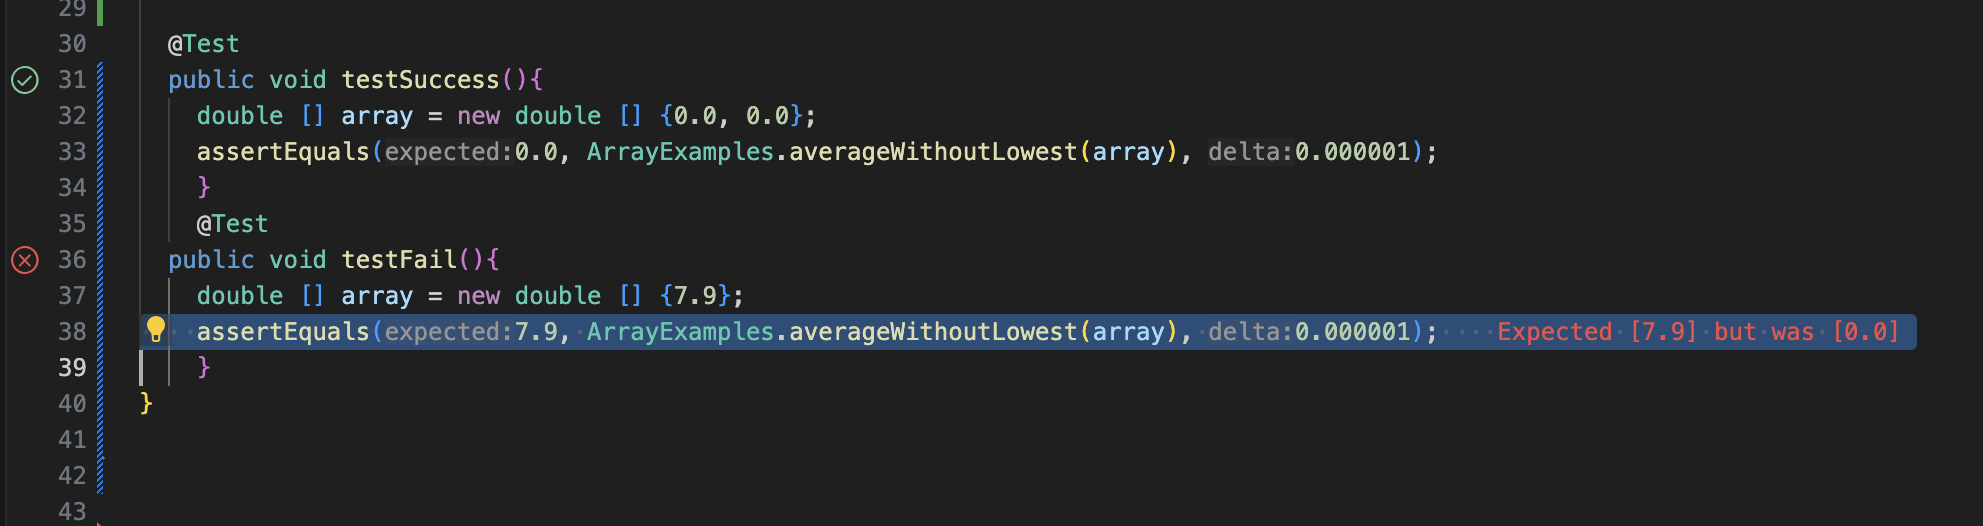 29
30 @Test
31 public void testSuccess(){
32 double [] array = new double [] {0.0, 0.0};
33 assertEquals(expected:0.0, ArrayExamples.averageWithoutLowest(array), delta:0.000001);
34 }
35 @Test
36 public void testFail(){
37 double [] array = new double [] {7.9};
38 assertEquals(expected:7.9, ArrayExamples.averageWithoutLowest(array), delta:0.000001); Expected [7.9] but was [0.0]
39 }
40 }
41
42
43